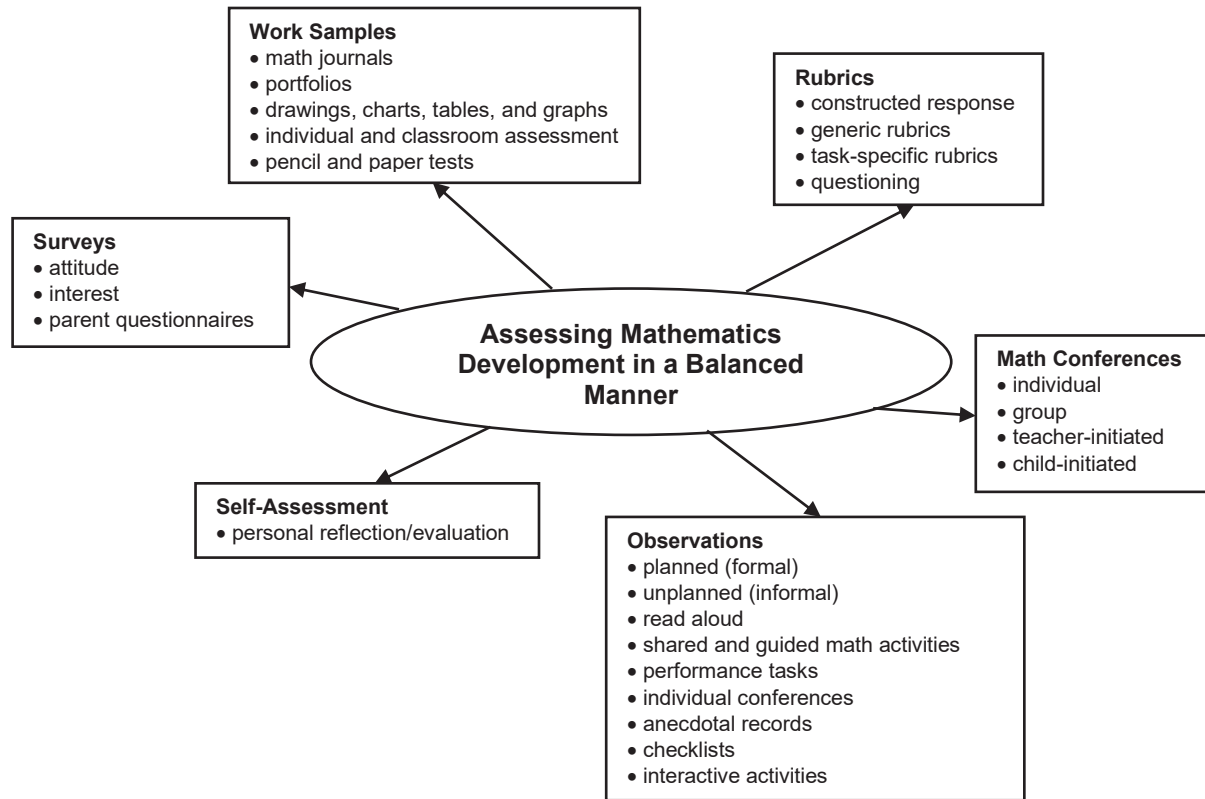 Work Samples
• math journals
• portfolios
• drawings, charts, tables, and graphs
• individual and classroom assessment
• pencil and paper tests
Rubrics
• constructed response
• generic rubrics
• task-specific rubrics
• questioning
Surveys
• attitude
• interest
• parent questionnaires
Assessing Mathematics
Development in a Balanced
Manner
Math Conferences
• individual
• group
• teacher-initiated
• child-initiated
Self-Assessment
• personal reflection/evaluation
Observations
• planned (formal)
• unplanned (informal)
• read aloud
• shared and guided math activities
• performance tasks
• individual conferences
• anecdotal records
• checklists
• interactive activities